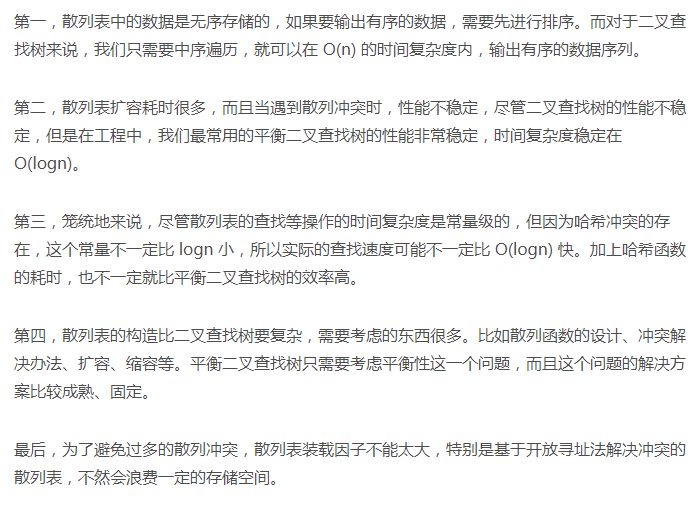 第一，散列表中的数据是无序存储的，如果要输出有序的数据，需要先进行排序。而对于二叉查
找树来说，我们只需要中序遍历，就可以在 O(n) 的时间复杂度内，输出有序的数据序列。
第二，散列表扩容耗时很多，而且当遇到散列冲突时，性能不稳定，尽管二叉查找树的性能不稳
定，但是在工程中，我们最常用的平衡二叉查找树的性能非常稳定，时间复杂度稳定在
O(logn)。
第三，笼统地来说，尽管散列表的查找等操作的时间复杂度是常量级的，但因为哈希冲突的存
在，这个常量不一定比 logn 小，所以实际的查找速度可能不一定比 O(logn) 快。加上哈希函数
的耗时，也不一定就比平衡二叉查找树的效率高。
第四，散列表的构造比二叉查找树要复杂，需要考虑的东西很多。比如散列函数的设计、冲突解
决办法、扩容、缩容等。平衡二叉查找树只需要考虑平衡性这一个问题，而且这个问题的解决方
案比较成熟、固定。
最后，为了避免过多的散列冲突，散列表装载因子不能太大，特别是基于开放寻址法解决冲突的
散列表，不然会浪费一定的存储空间。